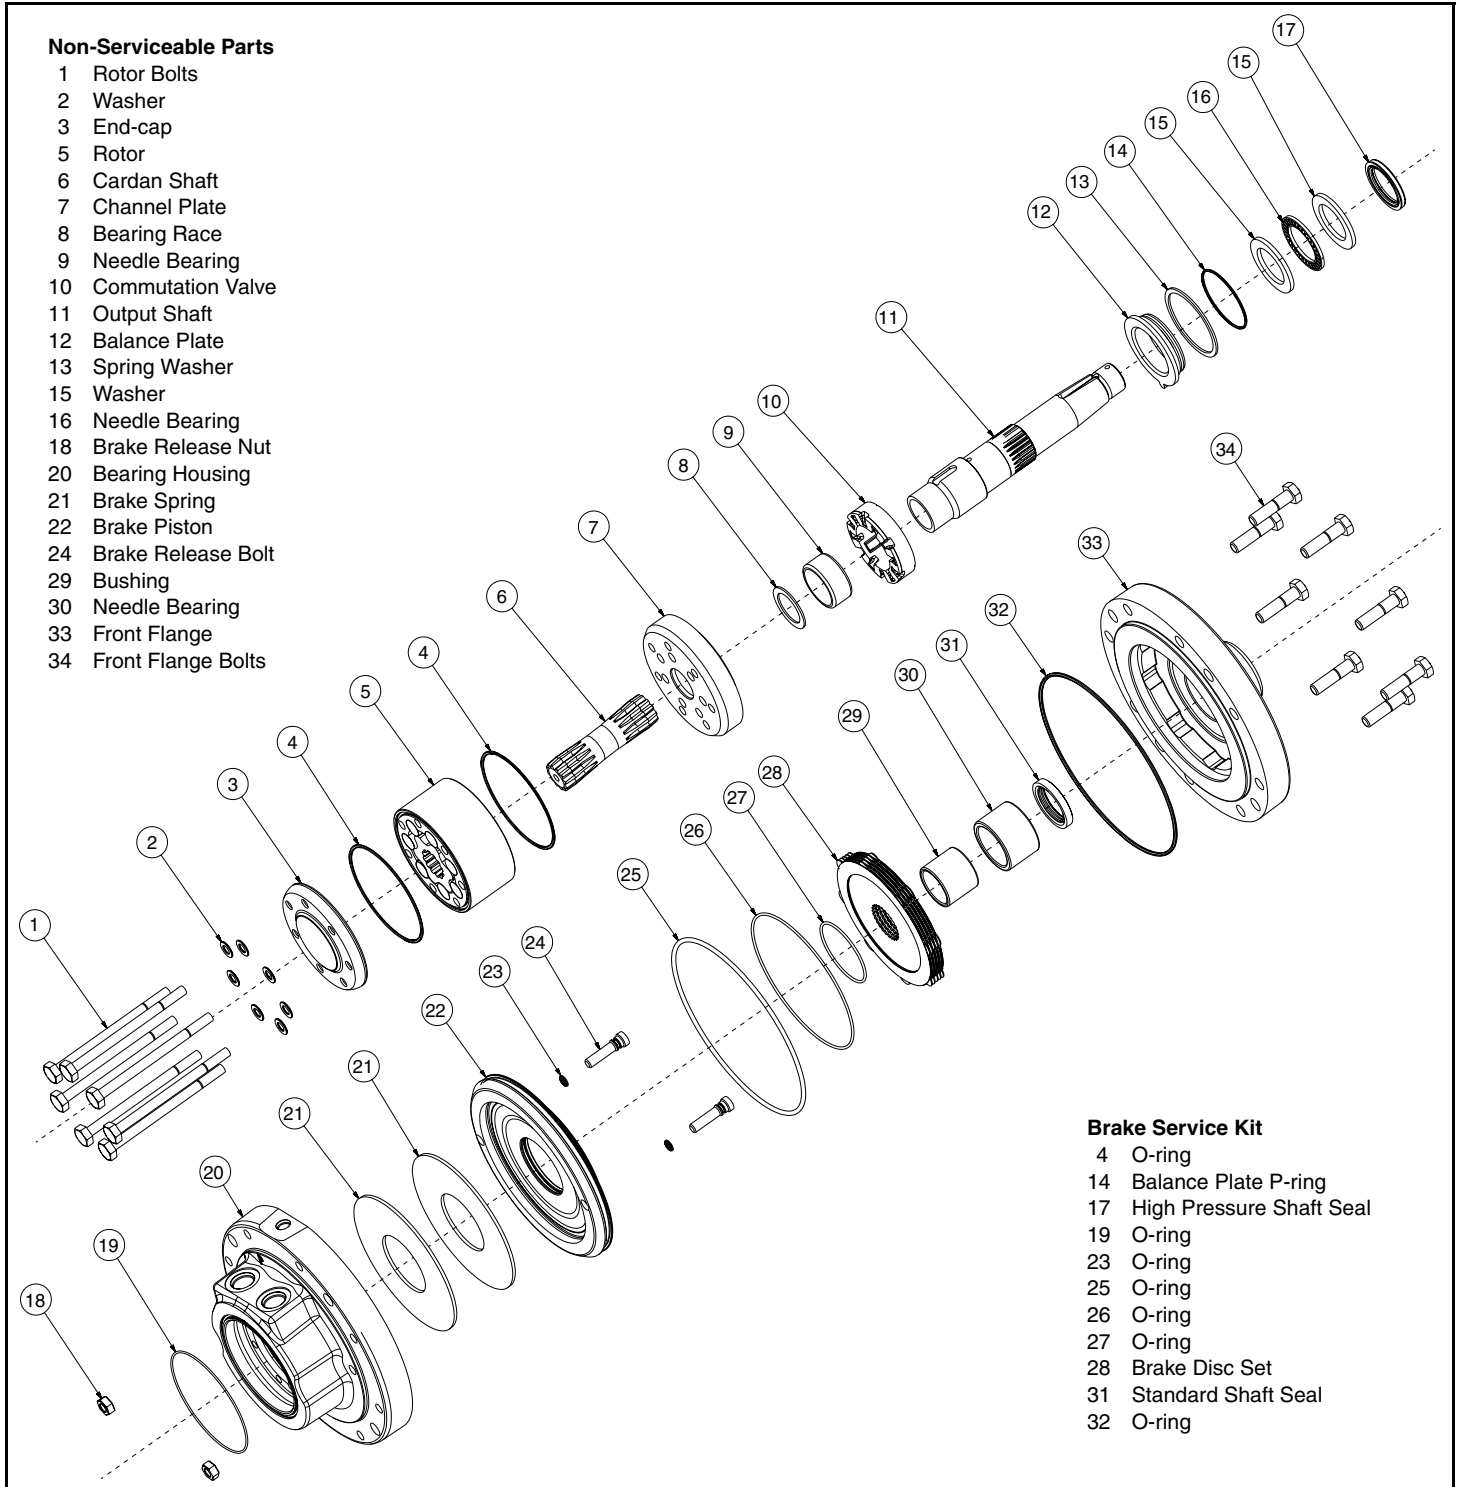 Non-Serviceable Parts
1 Rotor Bolts
2 Washer
3 End-cap
5 Rotor
6 Cardan Shaft
7 Channel Plate
8 Bearing Race
9 Needle Bearing
10 Commutation Valve
11 Output Shaft
12 Balance Plate
13 Spring Washer
15 Washer
16 Needle Bearing
18 Brake Release Nut
20 Bearing Housing
21 Brake Spring
22 Brake Piston
24 Brake Release Bolt
29 Bushing
30 Needle Bearing
33 Front Flange
34 Front Flange Bolts
17
15
16
15
14
13
12
11
10
9
8
7
6
4
5
4
3
2
1
34
33
32
31
30
29
28
27
26
25
24
23
22
21
21
20
19
18
Brake Service Kit
4 O-ring
14 Balance Plate P-ring
17 High Pressure Shaft Seal
19 O-ring
23 O-ring
25 O-ring
26 O-ring
27 O-ring
28 Brake Disc Set
31 Standard Shaft Seal
32 O-ring